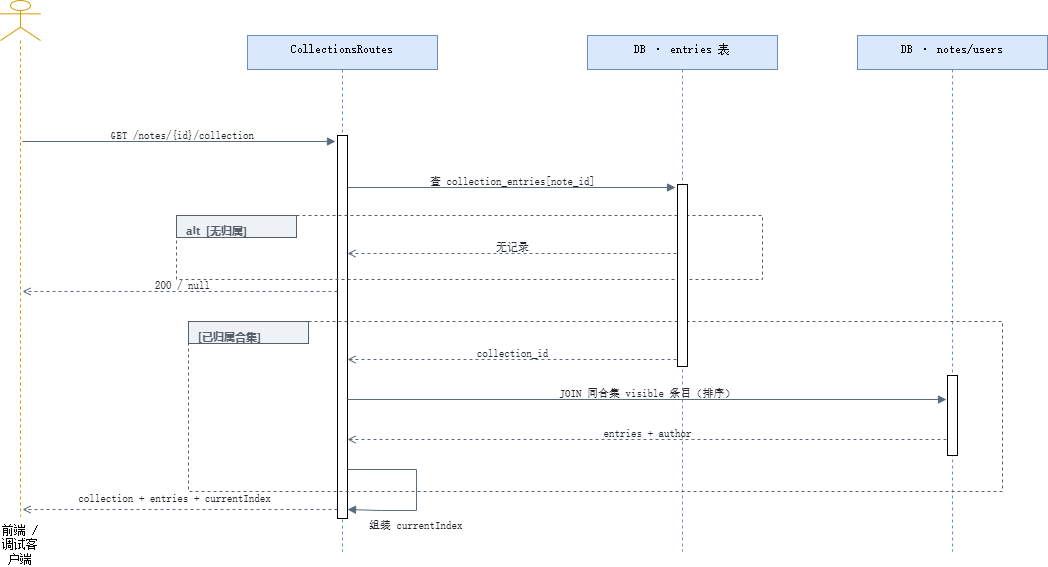 CollectionsRoutes
DB · entries 表
DB · notes/users
GET /notes/{id}/collection
查 collection_entries[note_id]
alt [无归属]
无记录
200 / null
[已归属合集]
collection_id
JOIN 同合集 visible 条目（排序）
entries + author
collection + entries + currentIndex
组装 currentIndex
前端 /
调试客
户端